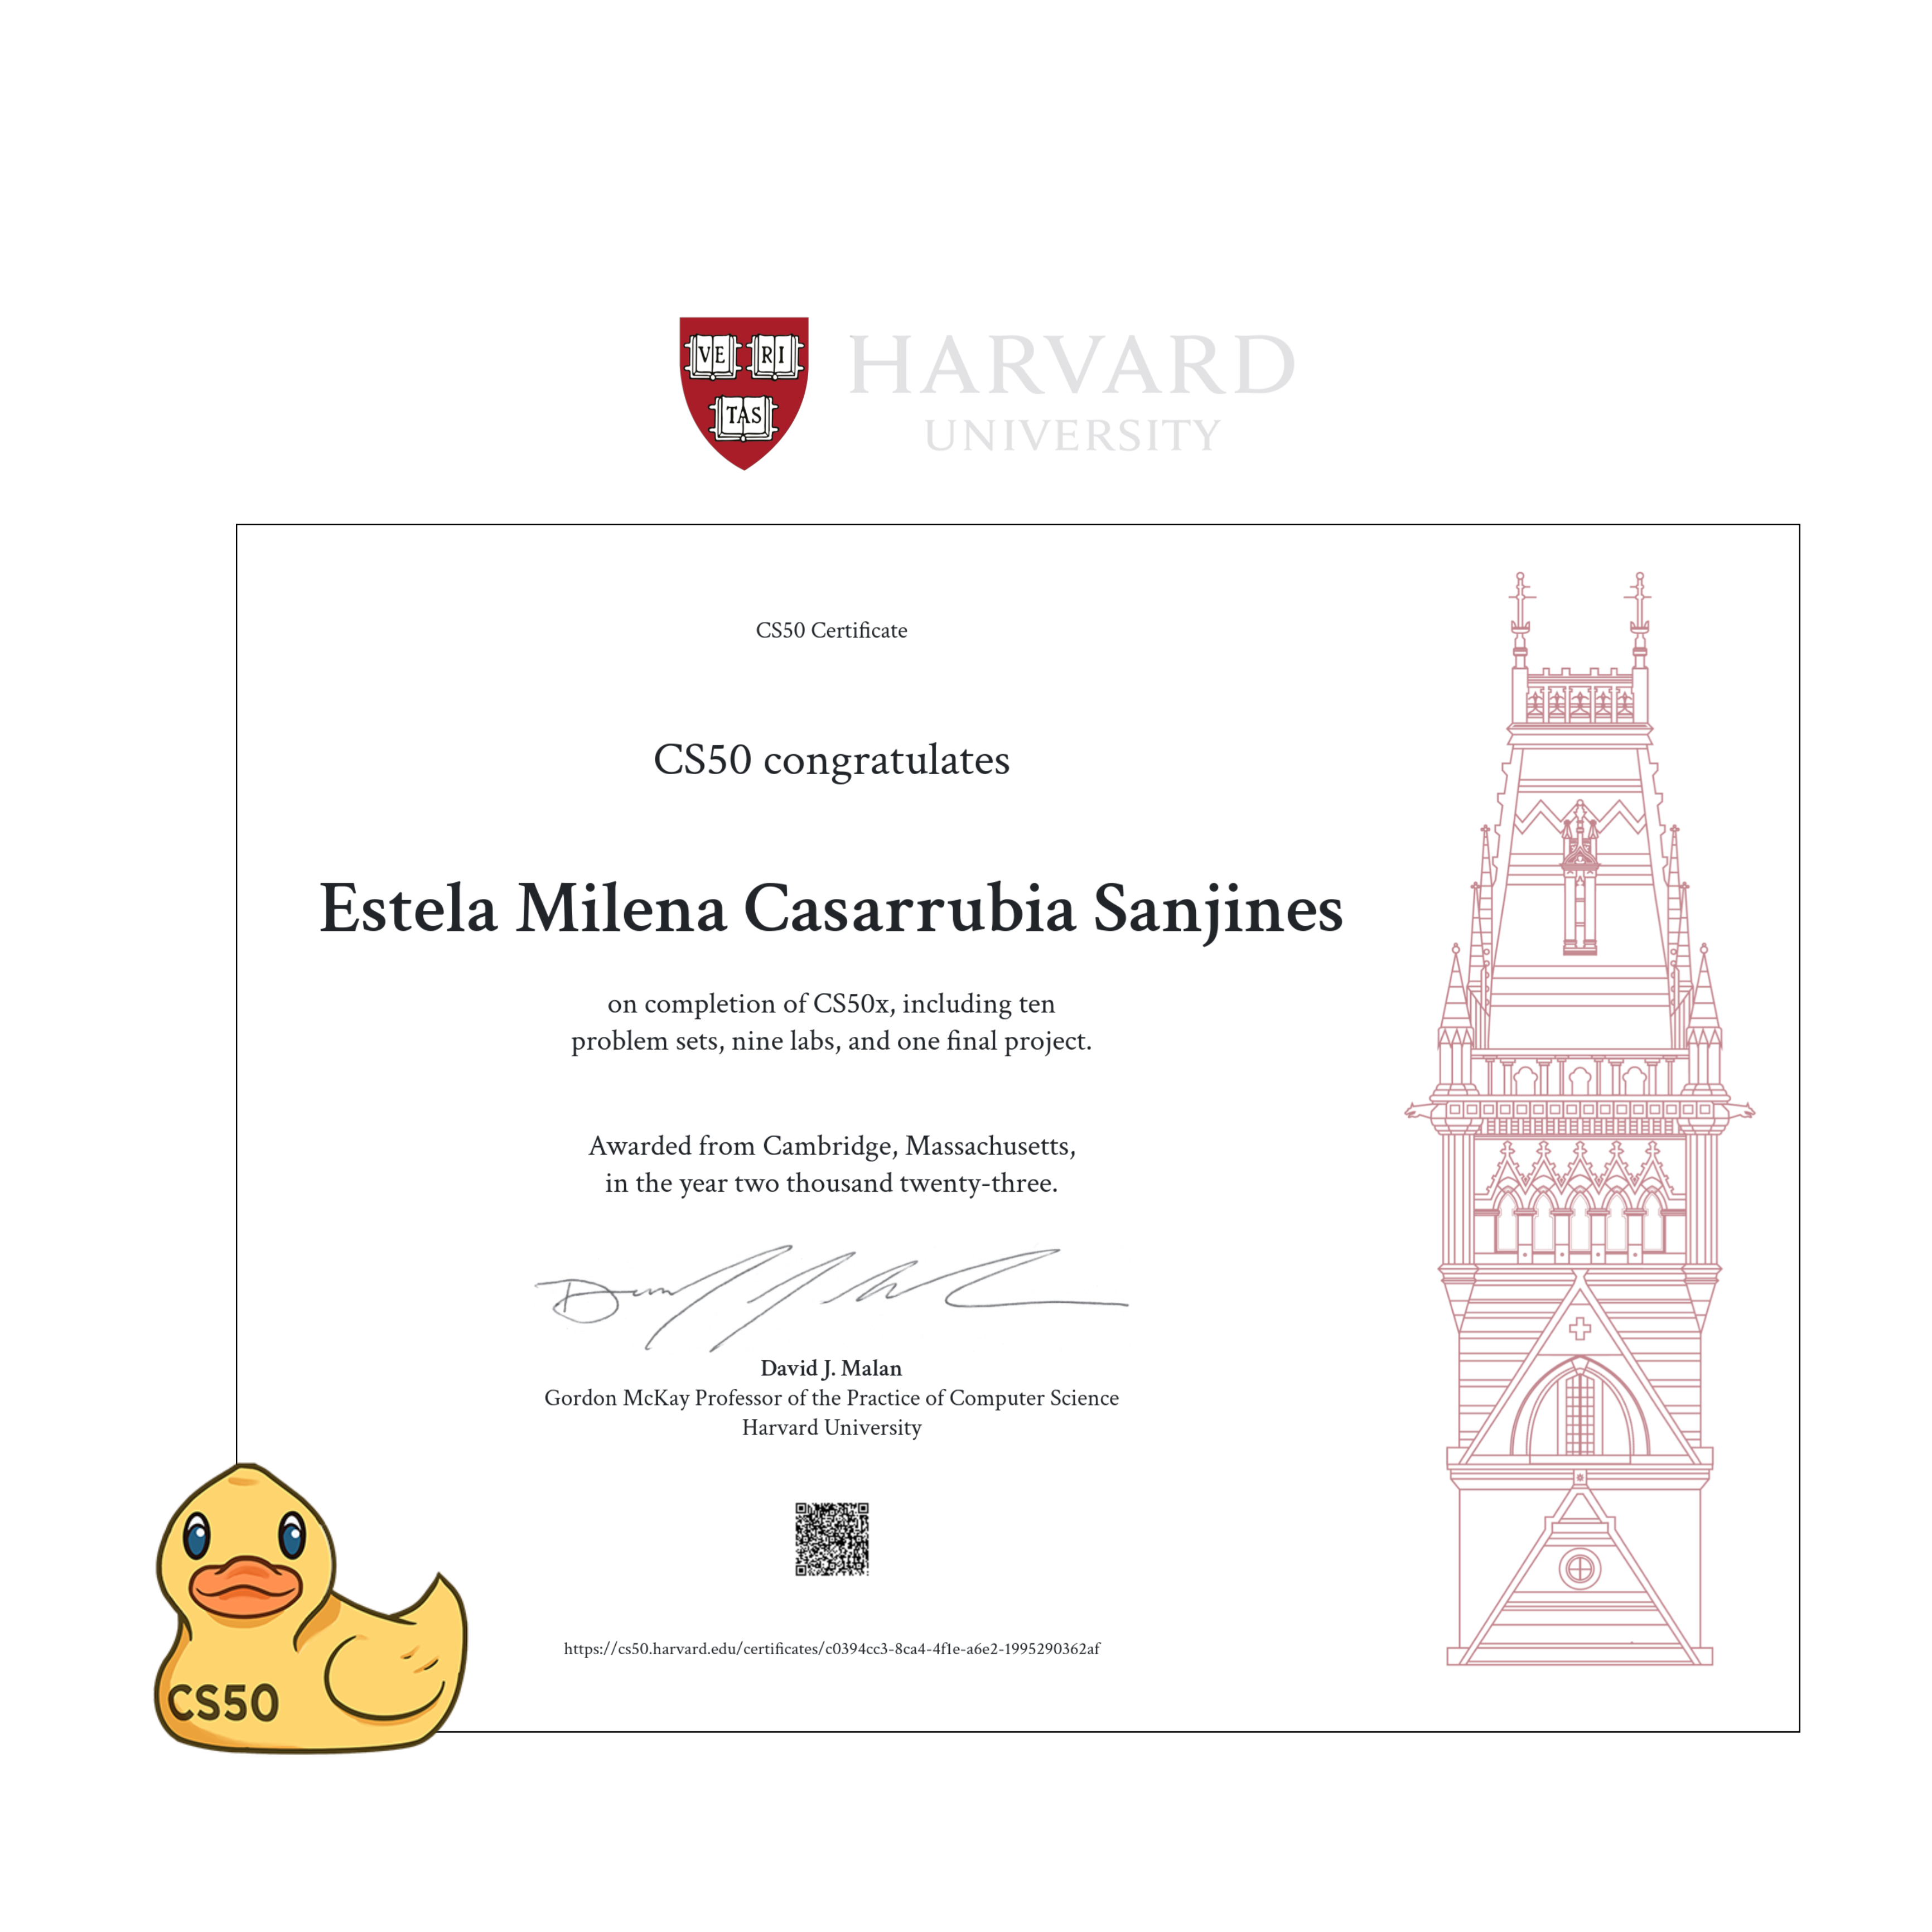 VE RI
TAS
HARVARD
UNIVERSITY
CS50 Certificate
CS50 congratulates
Estela Milena Casarrubia Sanjines
on completion of CS50x, including ten
problem sets, nine labs, and one final project.
Awarded from Cambridge, Massachusetts,
in the year two thousand twenty-three.
David J. Malan
Gordon McKay Professor of the Practice of Computer Science
Harvard University
https://cs50.harvard.edu/certificates/c0394cc3-8ca4-4f1e-a6e2-1995290362af
CS50